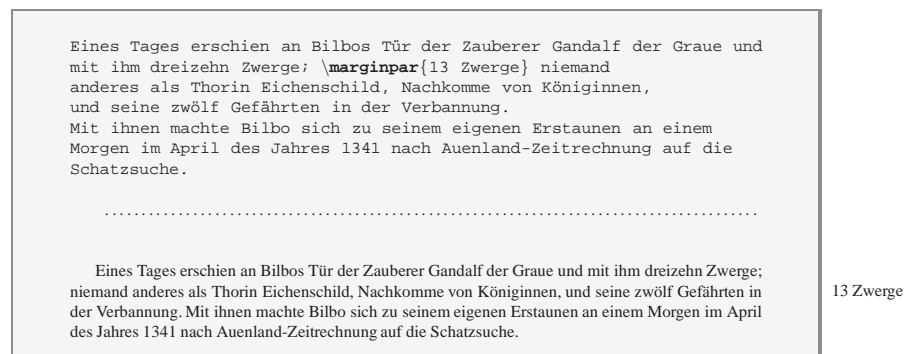 Eines Tages erschien an Bilbos Tür der Zauberer Gandalf der Graue und
mit ihm dreizehn Zwerge; \marginpar{13 Zwerge} niemand
anderes als Thorin Eichenschild, Nachkomme von Königinnen,
und seine zwölf Gefährten in der Verbannung.
Mit ihnen machte Bilbo sich zu seinem eigenen Erstaunen an einem
Morgen im April des Jahres 1341 nach Auenland-Zeitrechnung auf die
Schatzsuche.
Eines Tages erschien an Bilbos Tür der Zauberer Gandalf der Graue und mit ihm dreizehn Zwerge;
niemand anderes als Thorin Eichenschild, Nachkomme von Königinnen, und seine zwölf Gefährten in
13 Zwerge
der Verbannung. Mit ihnen machte Bilbo sich zu seinem eigenen Erstaunen an einem Morgen im April
des Jahres 1341 nach Auenland-Zeitrechnung auf die Schatzsuche.